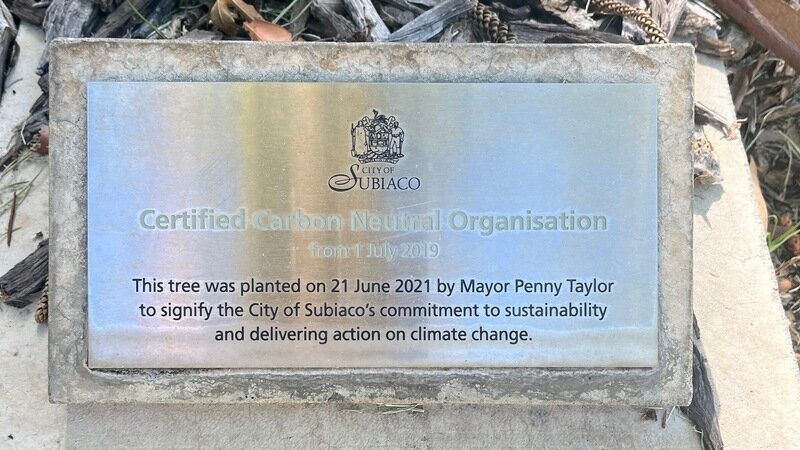 CITY OF
SUBIACO
Certified Carbon Neutral Organisation
from 1 July 2019
This tree was planted on 21 June 2021 by Mayor Penny Taylor
to signify the City of Subiaco's commitment to sustainability
and delivering action on climate change.